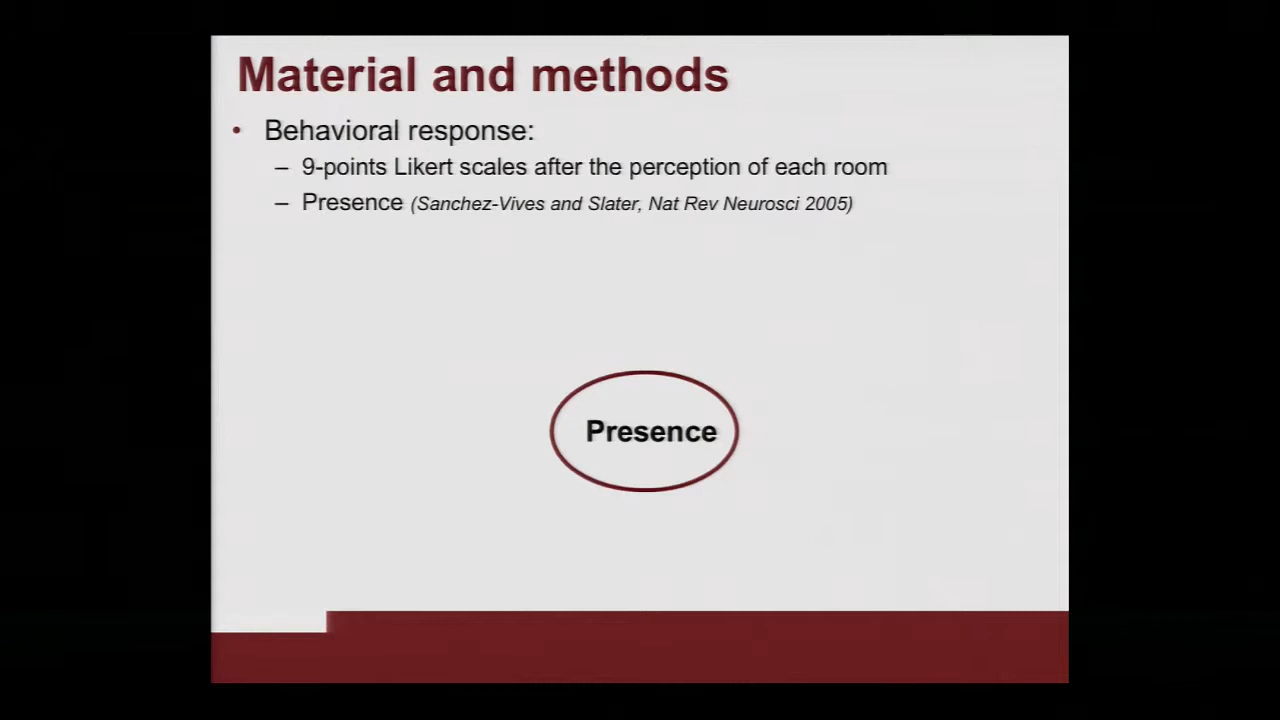 Material and methods
• Behavioral response:
– 9-points Likert scales after the perception of each room
– Presence (Sanchez-Vives and Slater, Nat Rev Neurosci 2005)
Presence